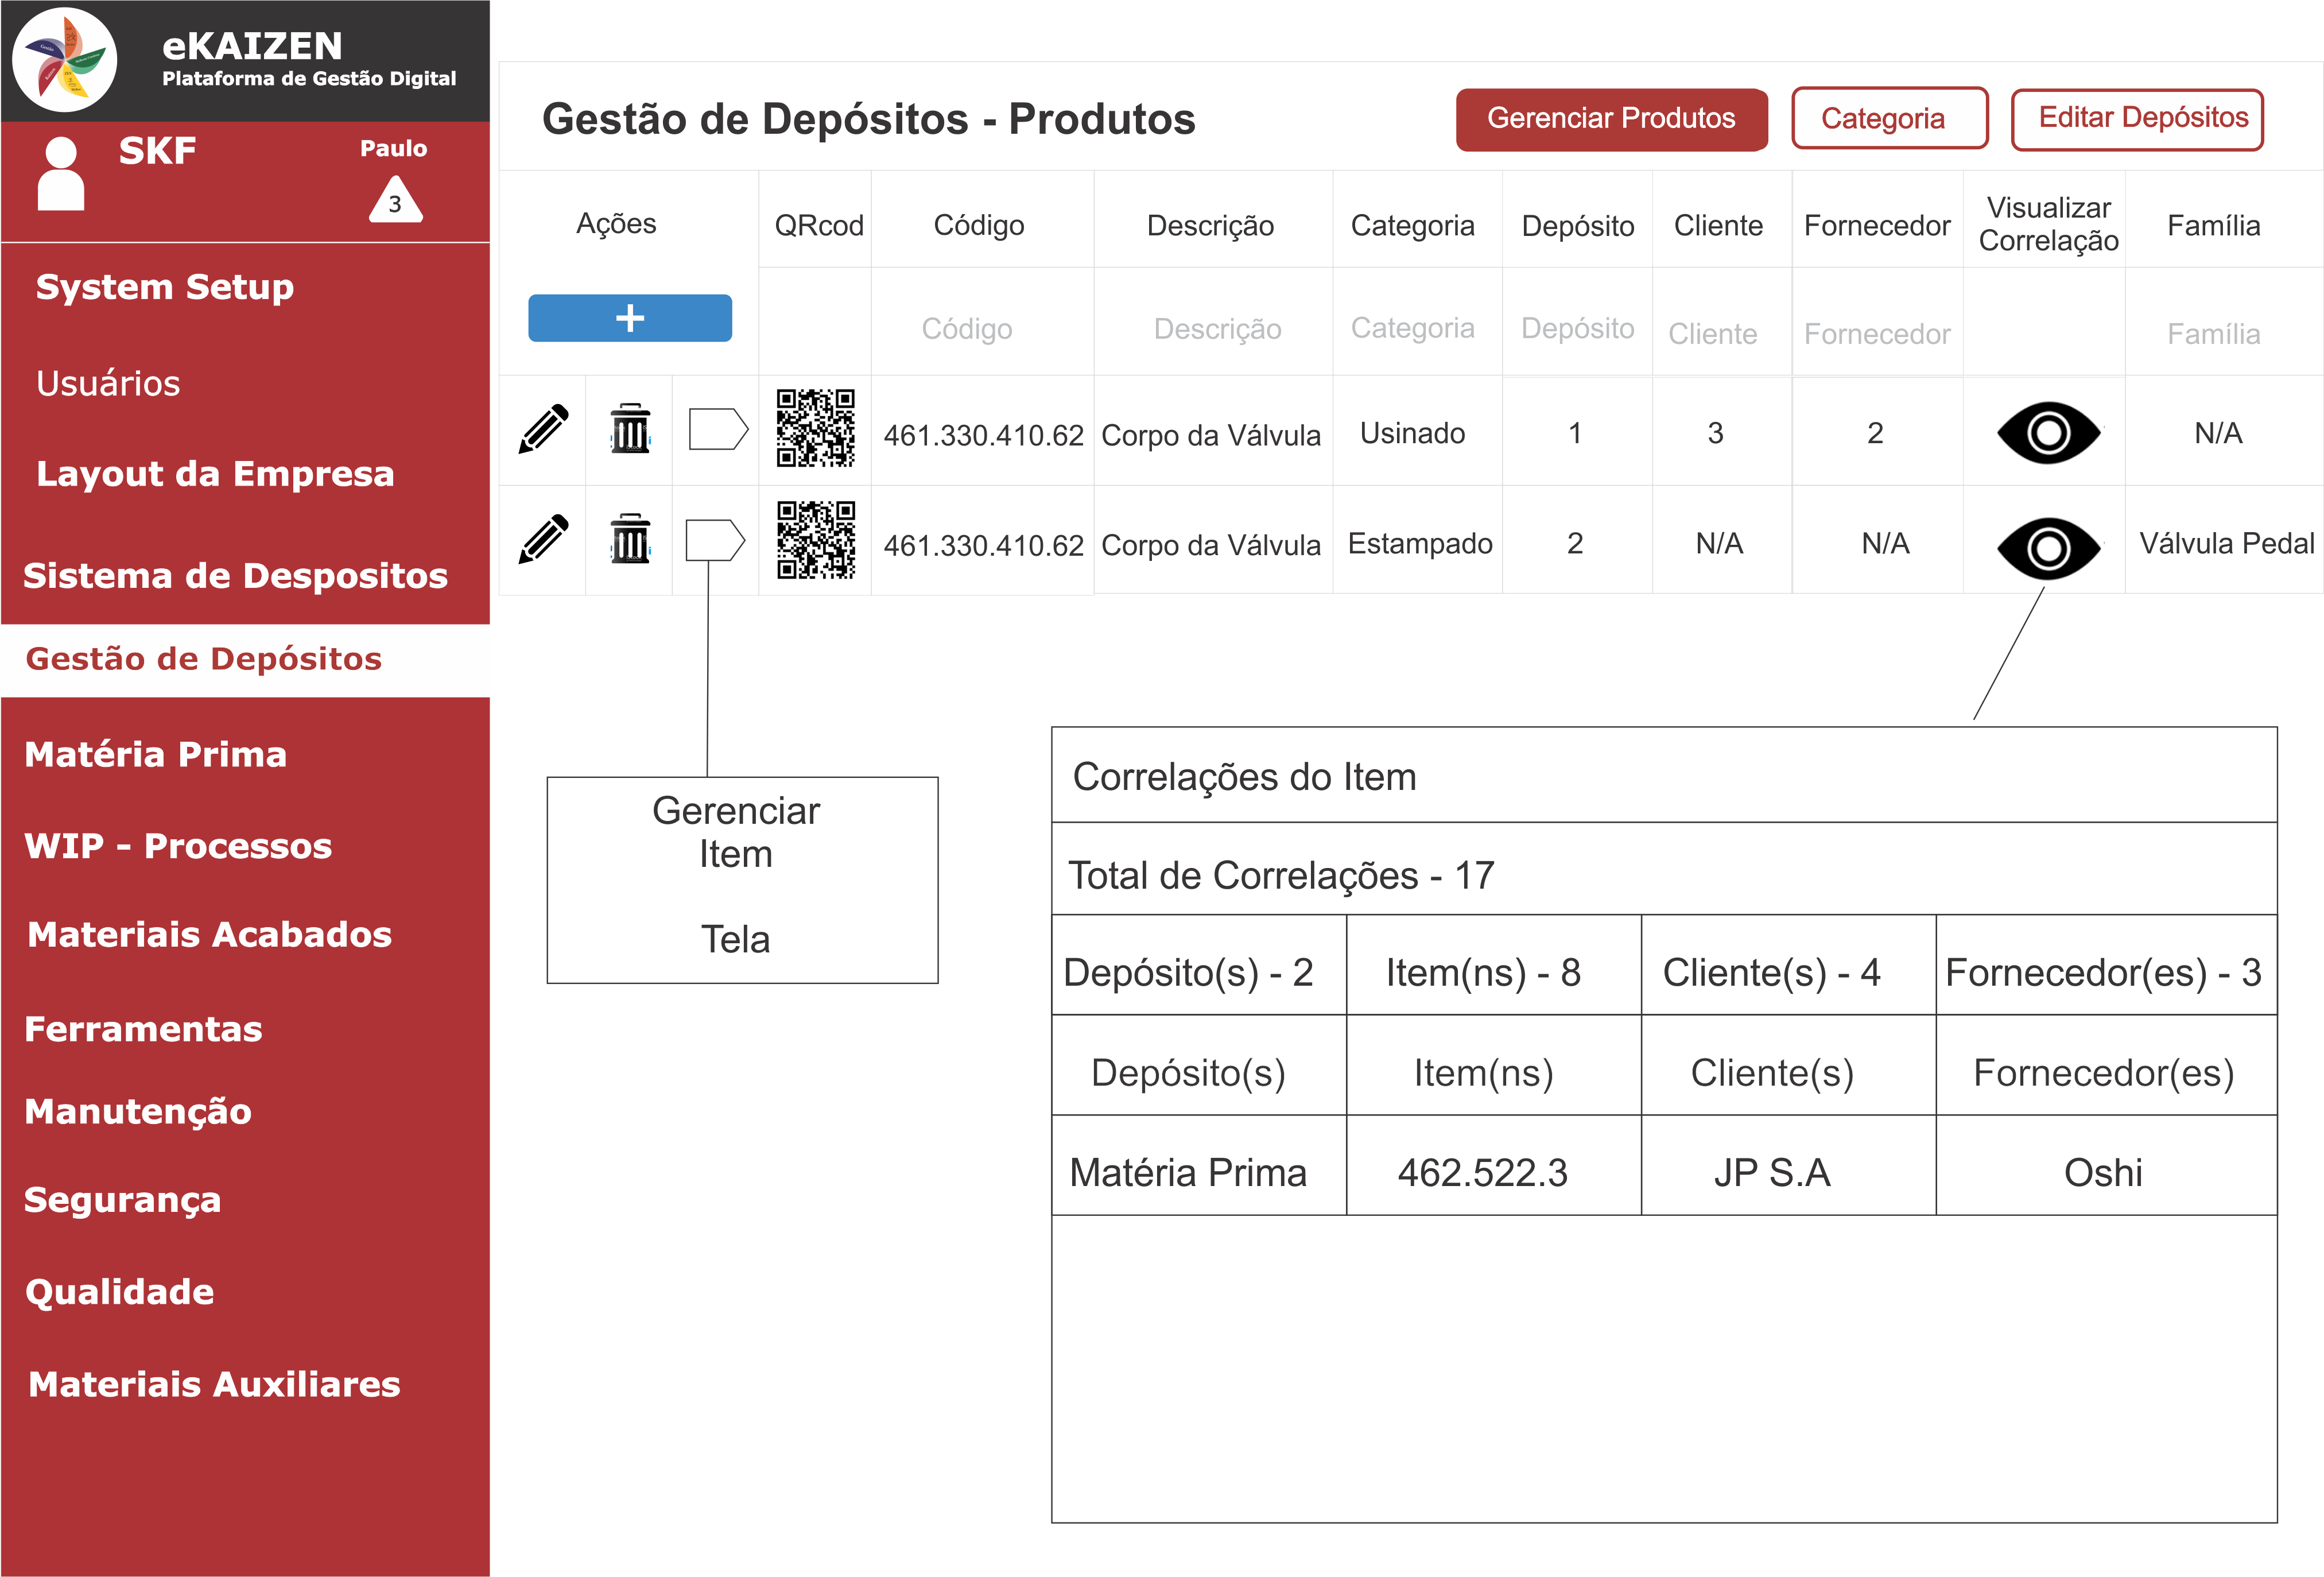 eKAIZEN
Plataforma de Gestão Digital
SKF
Paulo
3
System Setup
Usuários
Layout da Empresa
Sistema de Despositos
Gestão de Depósitos
Matéria Prima
WIP - Processos
Materiais Acabados
Ferramentas
Manutenção
Segurança
Qualidade
Materiais Auxiliares
Gestão de Depósitos - Produtos
Gerenciar Produtos
Categoria
Editar Depósitos
Ações QRcod Código Descrição Categoria Depósito Cliente Fornecedor Visualizar Correlação Família
+ Código Descrição Categoria Depósito Cliente Fornecedor Família
461.330.410.62 Corpo da Válvula Usinado 1 3 2 N/A
461.330.410.62 Corpo da Válvula Estampado 2 N/A N/A Válvula Pedal
Gerenciar
Item
Tela
Correlações do Item
Total de Correlações - 17
Depósito(s) - 2 Item(ns) - 8 Cliente(s) - 4 Fornecedor(es) - 3
Depósito(s) Item(ns) Cliente(s) Fornecedor(es)
Matéria Prima 462.522.3 JP S.A Oshi